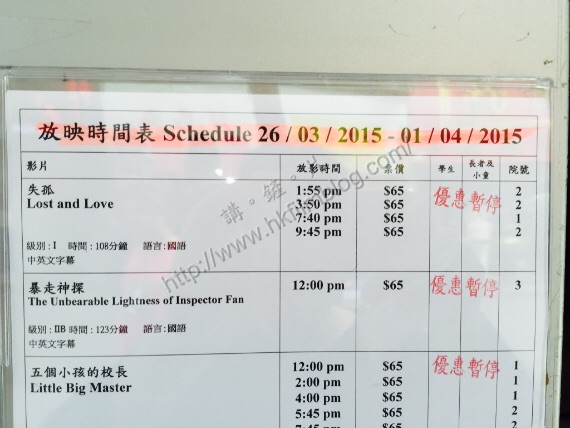 放映時間表 Schedule 26 / 03 / 2015 - 01 / 04 / 2015
影片 放影時間 票價 學生 長者及小童 院號
失孤 1:55 pm $65 優惠 暫停 2
Lost and Love 3:50 pm $65 2
7:40 pm $65 1
9:45 pm $65 2
級別：I 時間：108分鐘 語言：國語
中英文字幕
暴走神探 12:00 pm $65 優惠 暫停 3
The Unbearable Lightness of Inspector Fan
級別：IIB 時間：123分鐘 語言：國語
中英文字幕
五個小孩的校長 12:00 pm $65 優惠 暫停 1
Little Big Master 2:00 pm $65 1
4:00 pm $65 1
5:45 pm $65 2
7:45 pm $65 2